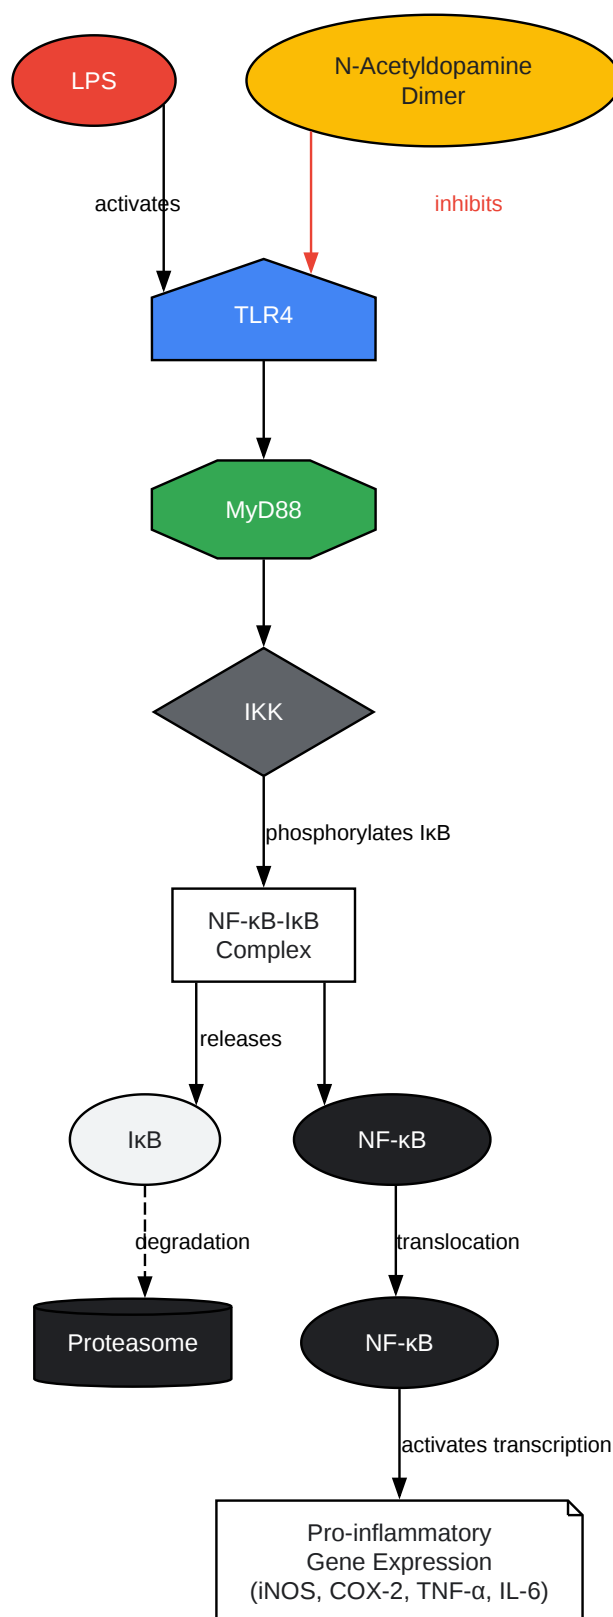 LPS
N-Acetyldopamine
Dimer
activates
inhibits
TLR4
MyD88
IKK
phosphorylates IκB
NF-κB-IκB
Complex
releases
IκB
NF-κB
degradation
translocation
Proteasome
NF-κB
activates transcription
Pro-inflammatory
Gene Expression
(iNOS, COX-2, TNF-α, IL-6)